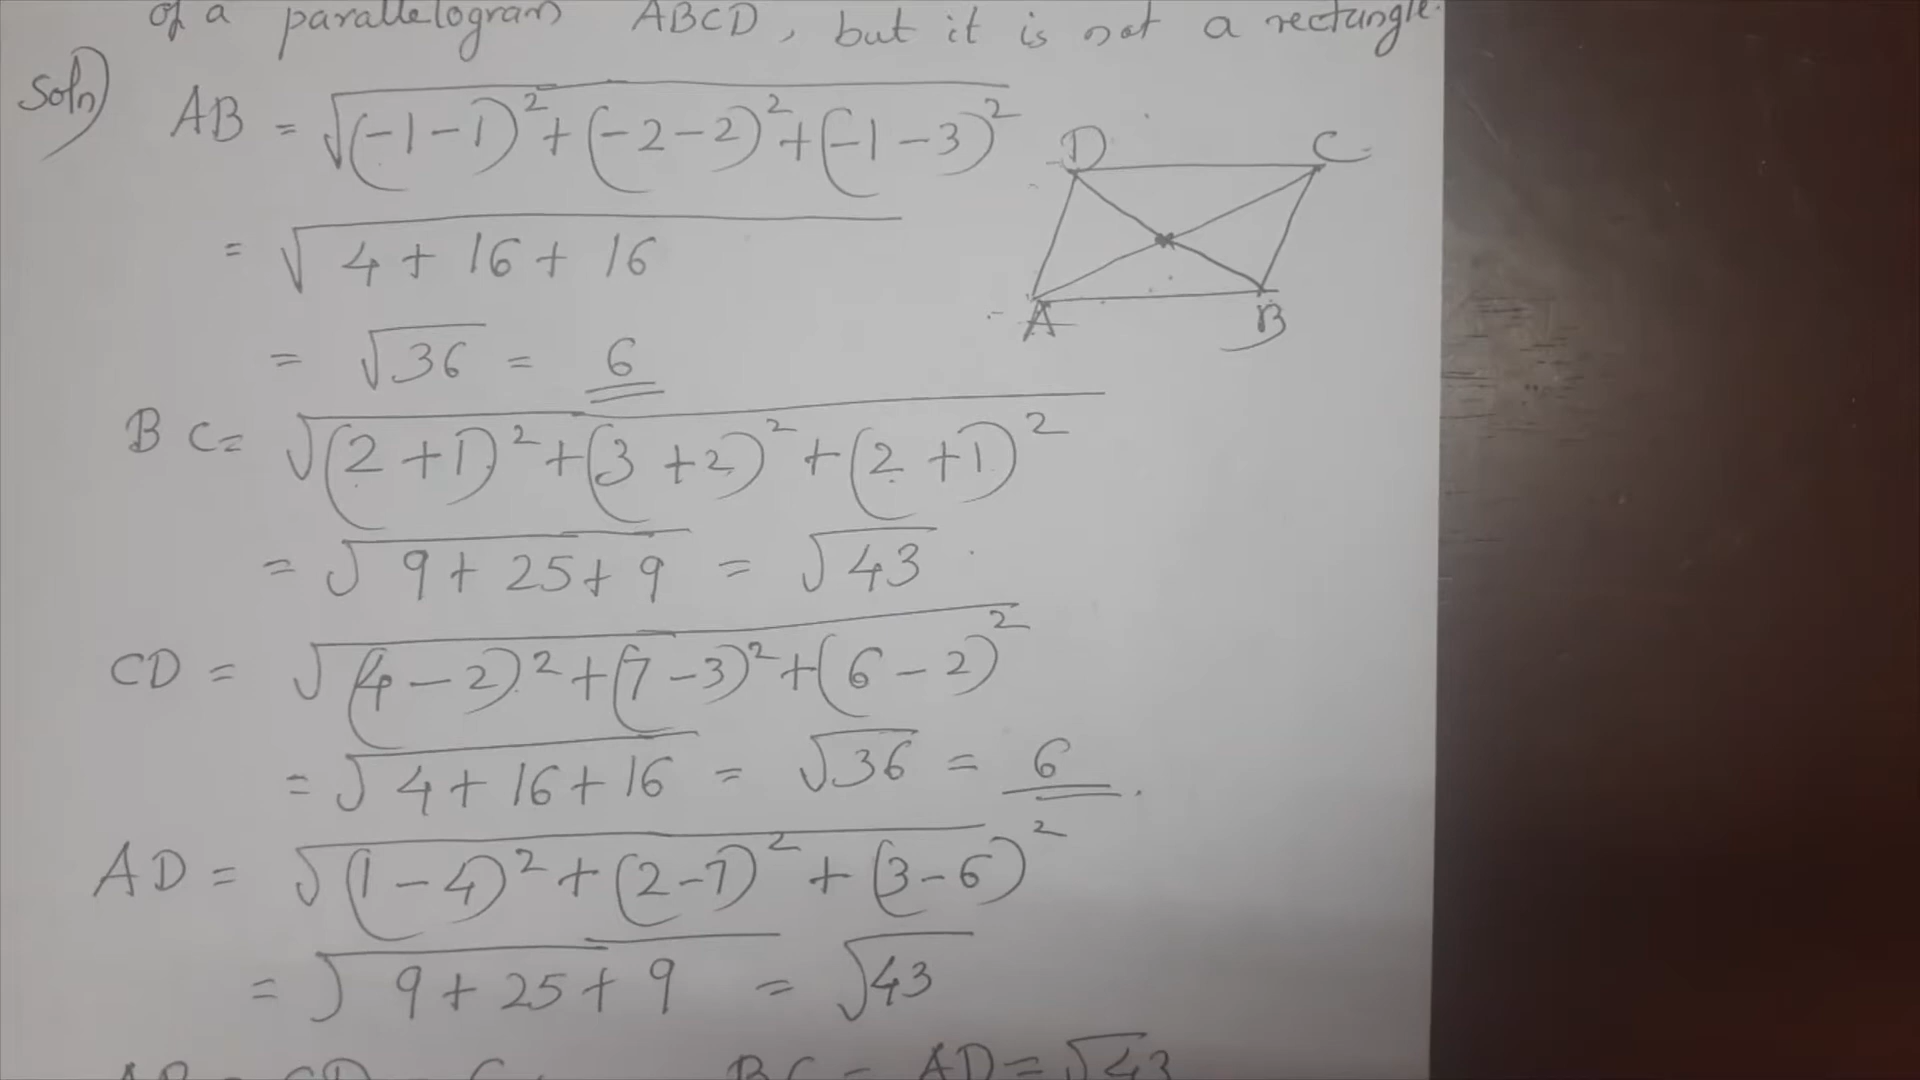 of a parallelogram ABCD, but it is not a rectangle.
Soln) AB = √(-1-1)²+(-2-2)²+(-1-3)²
= √4+16+16
= √36 = 6
BC= √(2+1)²+(3+2)²+(2+1)²
= √9+25+9 = √43
CD = √(4-2)²+(7-3)²+(6-2)²
= √4+16+16 = √36 = 6
AD = √(1-4)²+(2-7)²+(3-6)²
= √9+25+9 = √43
BC = AD = √43
D C
A B